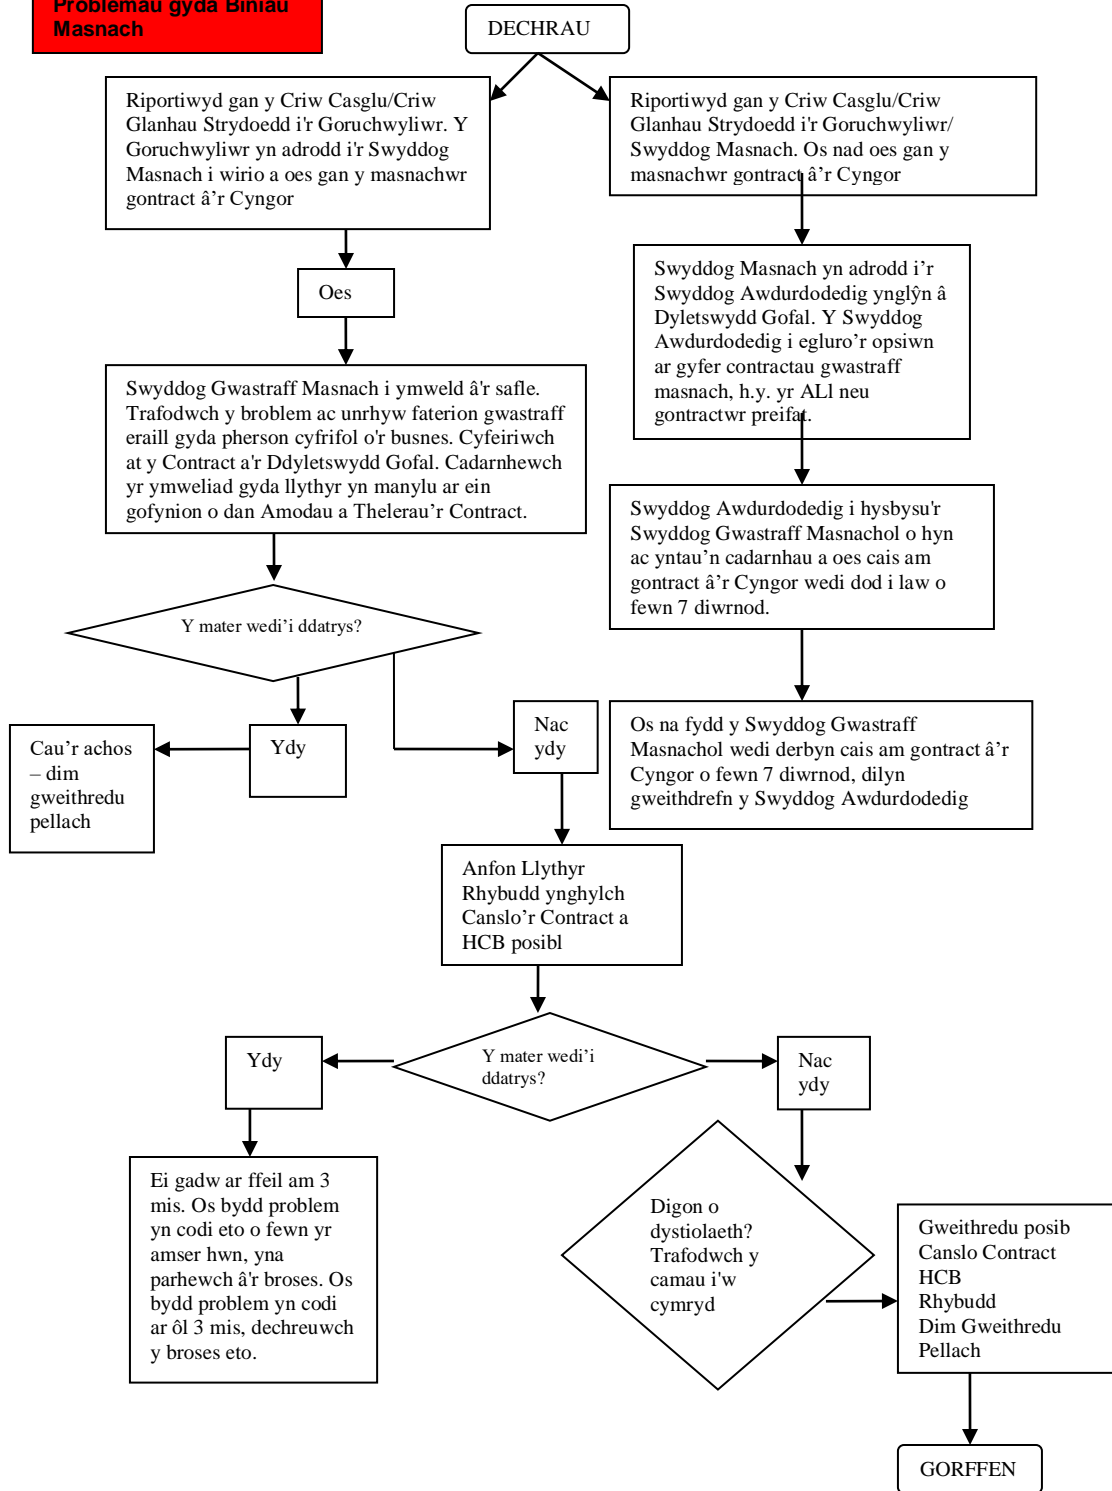 Problemau gyda Biniau
Masnach
DECHRAU
Riportiwyd gan y Criw Casglu/Criw
Glanhau Strydoedd i'r Goruchwyliwr. Y
Goruchwyliwr yn adrodd i'r Swyddog
Masnach i wirio a oes gan y masnachwr
gontract â’r Cyngor
Riportiwyd gan y Criw Casglu/Criw
Glanhau Strydoedd i'r Goruchwyliwr/
Swyddog Masnach. Os nad oes gan y
masnachwr gontract â’r Cyngor
Oes
Swyddog Masnach yn adrodd i’r
Swyddog Awdurdodedig ynglŷn â
Dyletswydd Gofal. Y Swyddog
Awdurdodedig i egluro’r opsiwn
ar gyfer contractau gwastraff
masnach, h.y. yr ALl neu
gontractwr preifat.
Swyddog Gwastraff Masnach i ymweld â'r safle.
Trafodwch y broblem ac unrhyw faterion gwastraff
eraill gyda pherson cyfrifol o'r busnes. Cyfeiriwch
at y Contract a'r Ddyletswydd Gofal. Cadarnhewch
yr ymweliad gyda llythyr yn manylu ar ein
gofynion o dan Amodau a Thelerau’r Contract.
Swyddog Awdurdodedig i hysbysu'r
Swyddog Gwastraff Masnachol o hyn
ac yntau’n cadarnhau a oes cais am
gontract â’r Cyngor wedi dod i law o
fewn 7 diwrnod.
Y mater wedi’i ddatrys?
Cau'r achos
– dim
gweithredu
pellach
Ydy
Nac
ydy
Os na fydd y Swyddog Gwastraff
Masnachol wedi derbyn cais am gontract â’r
Cyngor o fewn 7 diwrnod, dilyn
gweithdrefn y Swyddog Awdurdodedig
Anfon Llythyr
Rhybudd ynghylch
Canslo’r Contract a
HCB posibl
Ydy
Y mater wedi’i
ddatrys?
Nac
ydy
Ei gadw ar ffeil am 3
mis. Os bydd problem
yn codi eto o fewn yr
amser hwn, yna
parhewch â'r broses. Os
bydd problem yn codi
ar ôl 3 mis, dechreuwch
y broses eto.
Digon o
dystiolaeth?
Trafodwch y
camau i'w
cymryd
Gweithredu posib
Canslo Contract
HCB
Rhybudd
Dim Gweithredu
Pellach
GORFFEN